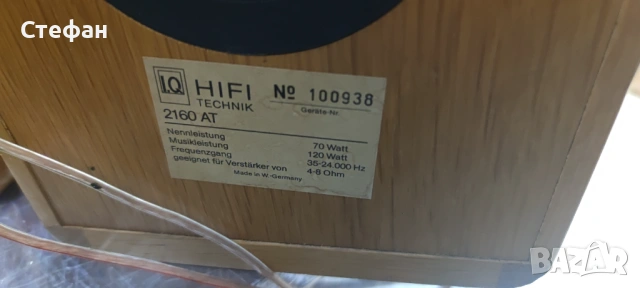 Стефан
I.Q HIFI TECHNIK
№ 100938
Geräte-Nr.
2160 AT
Nennleistung 70 Watt
Musikleistung 120 Watt
Frequenzgang 35-24.000 Hz
geeignet für Verstärker von 4-8 Ohm
Made in W.-Germany
BAZAR
bg